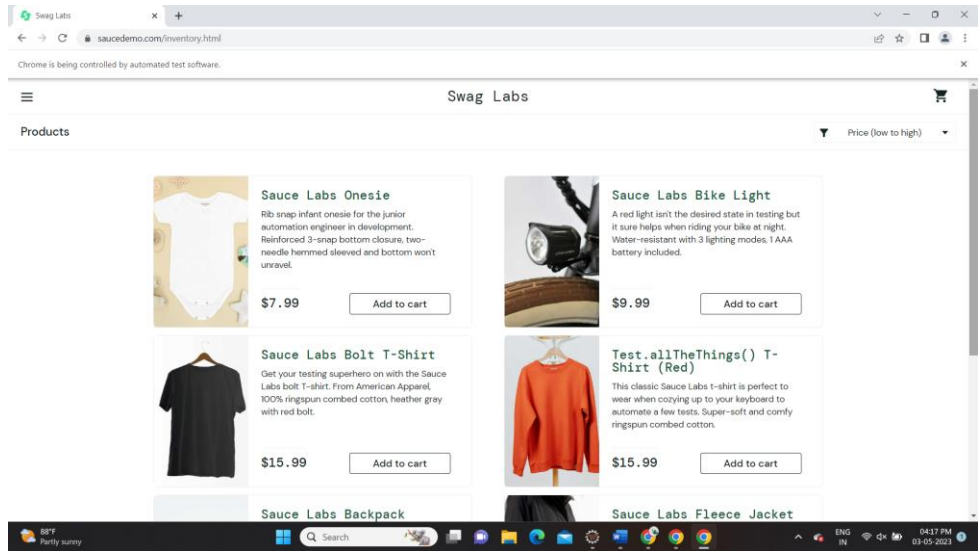 Swag Labs
saucedemo.com/inventory.html
Chrome is being controlled by automated test software.
Swag Labs
Products
Price (low to high)
Sauce Labs Onesie
Rib snap infant onesie for the junior
automation engineer in development.
Reinforced 3-snap bottom closure, two-
needle hemmed sleeved and bottom won't
unravel.
$7.99
Add to cart
Sauce Labs Bike Light
A red light isn't the desired state in testing but
it sure helps when riding your bike at night.
Water-resistant with 3 lighting modes, 1 AAA
battery included.
$9.99
Add to cart
Sauce Labs Bolt T-Shirt
Get your testing superhero on with the Sauce
Labs bolt T-shirt. From American Apparel,
100% ringspun combed cotton, heather gray
with red bolt.
$15.99
Add to cart
Test.allTheThings() T-
Shirt (Red)
This classic Sauce Labs t-shirt is perfect to
wear when cozying up to your keyboard to
automate a few tests. Super-soft and comfy
ringspun combed cotton.
$15.99
Add to cart
Sauce Labs Backpack
Sauce Labs Fleece Jacket
88°F
Partly sunny
Search
ENG
IN
04:17 PM
03-05-2023